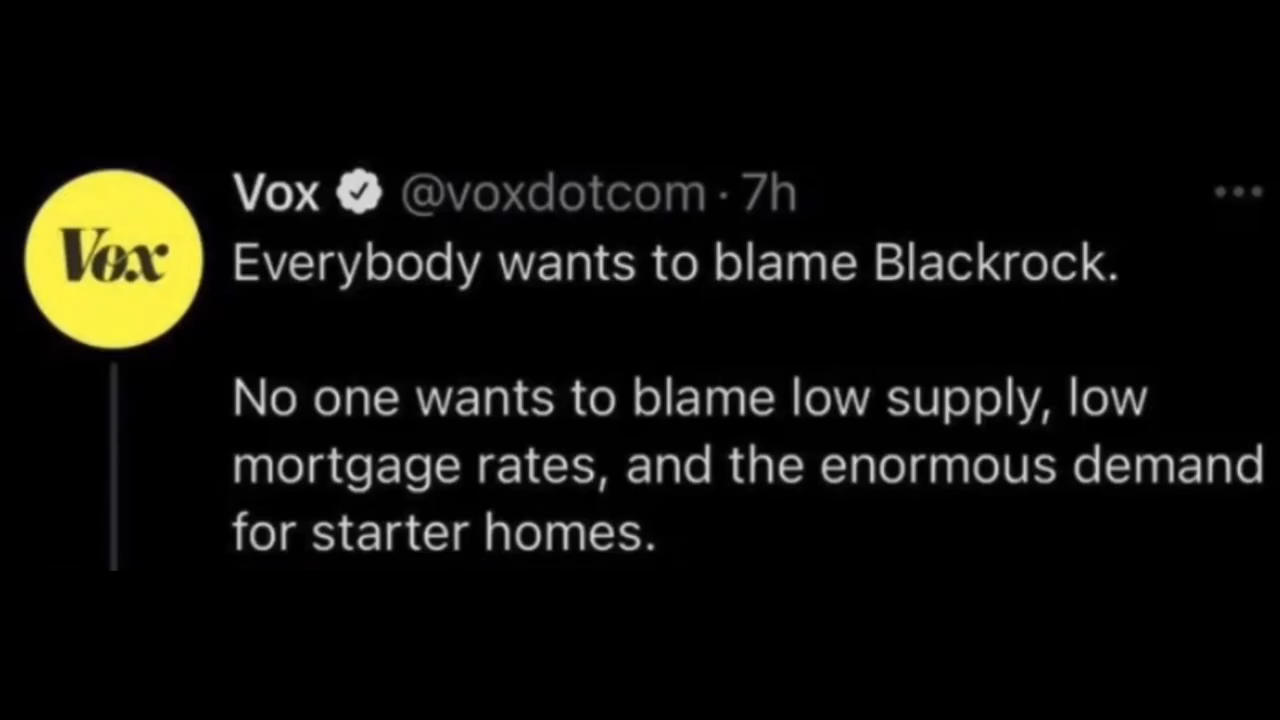 Vox
Vox @voxdotcom · 7h
Everybody wants to blame Blackrock.
No one wants to blame low supply, low
mortgage rates, and the enormous demand
for starter homes.